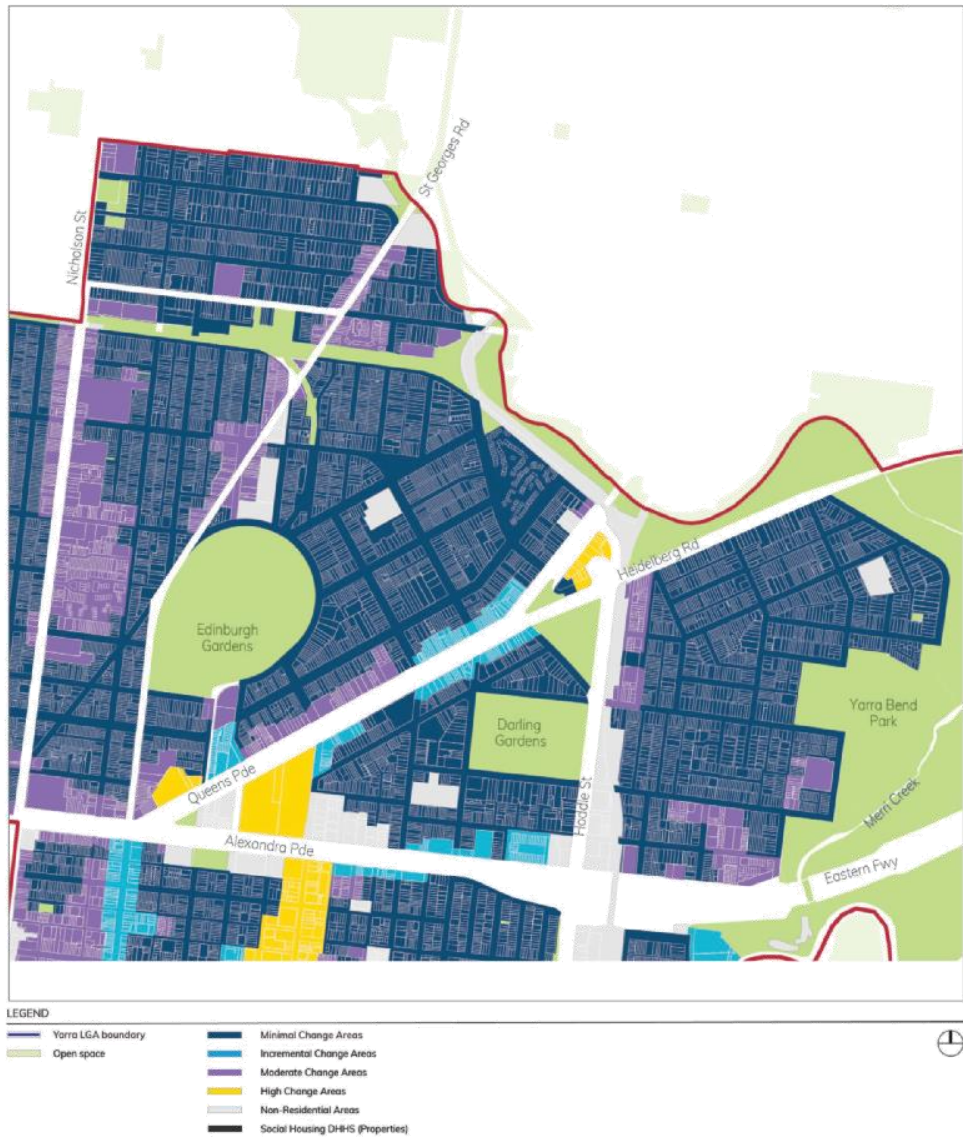 St Georges Rd
Nicholson St
Heidelberg Rd
Edinburgh
Gardens
Darling
Gardens
Yarra Bend
Park
Queens Pde
Hoddle St
Merri Creek
Alexandra Pde
Eastern Fwy
LEGEND
Yarra LGA boundary
Open space
Minimal Change Areas
Incremental Change Areas
Moderate Change Areas
High Change Areas
Non-Residential Areas
Social Housing DHHS (Properties)